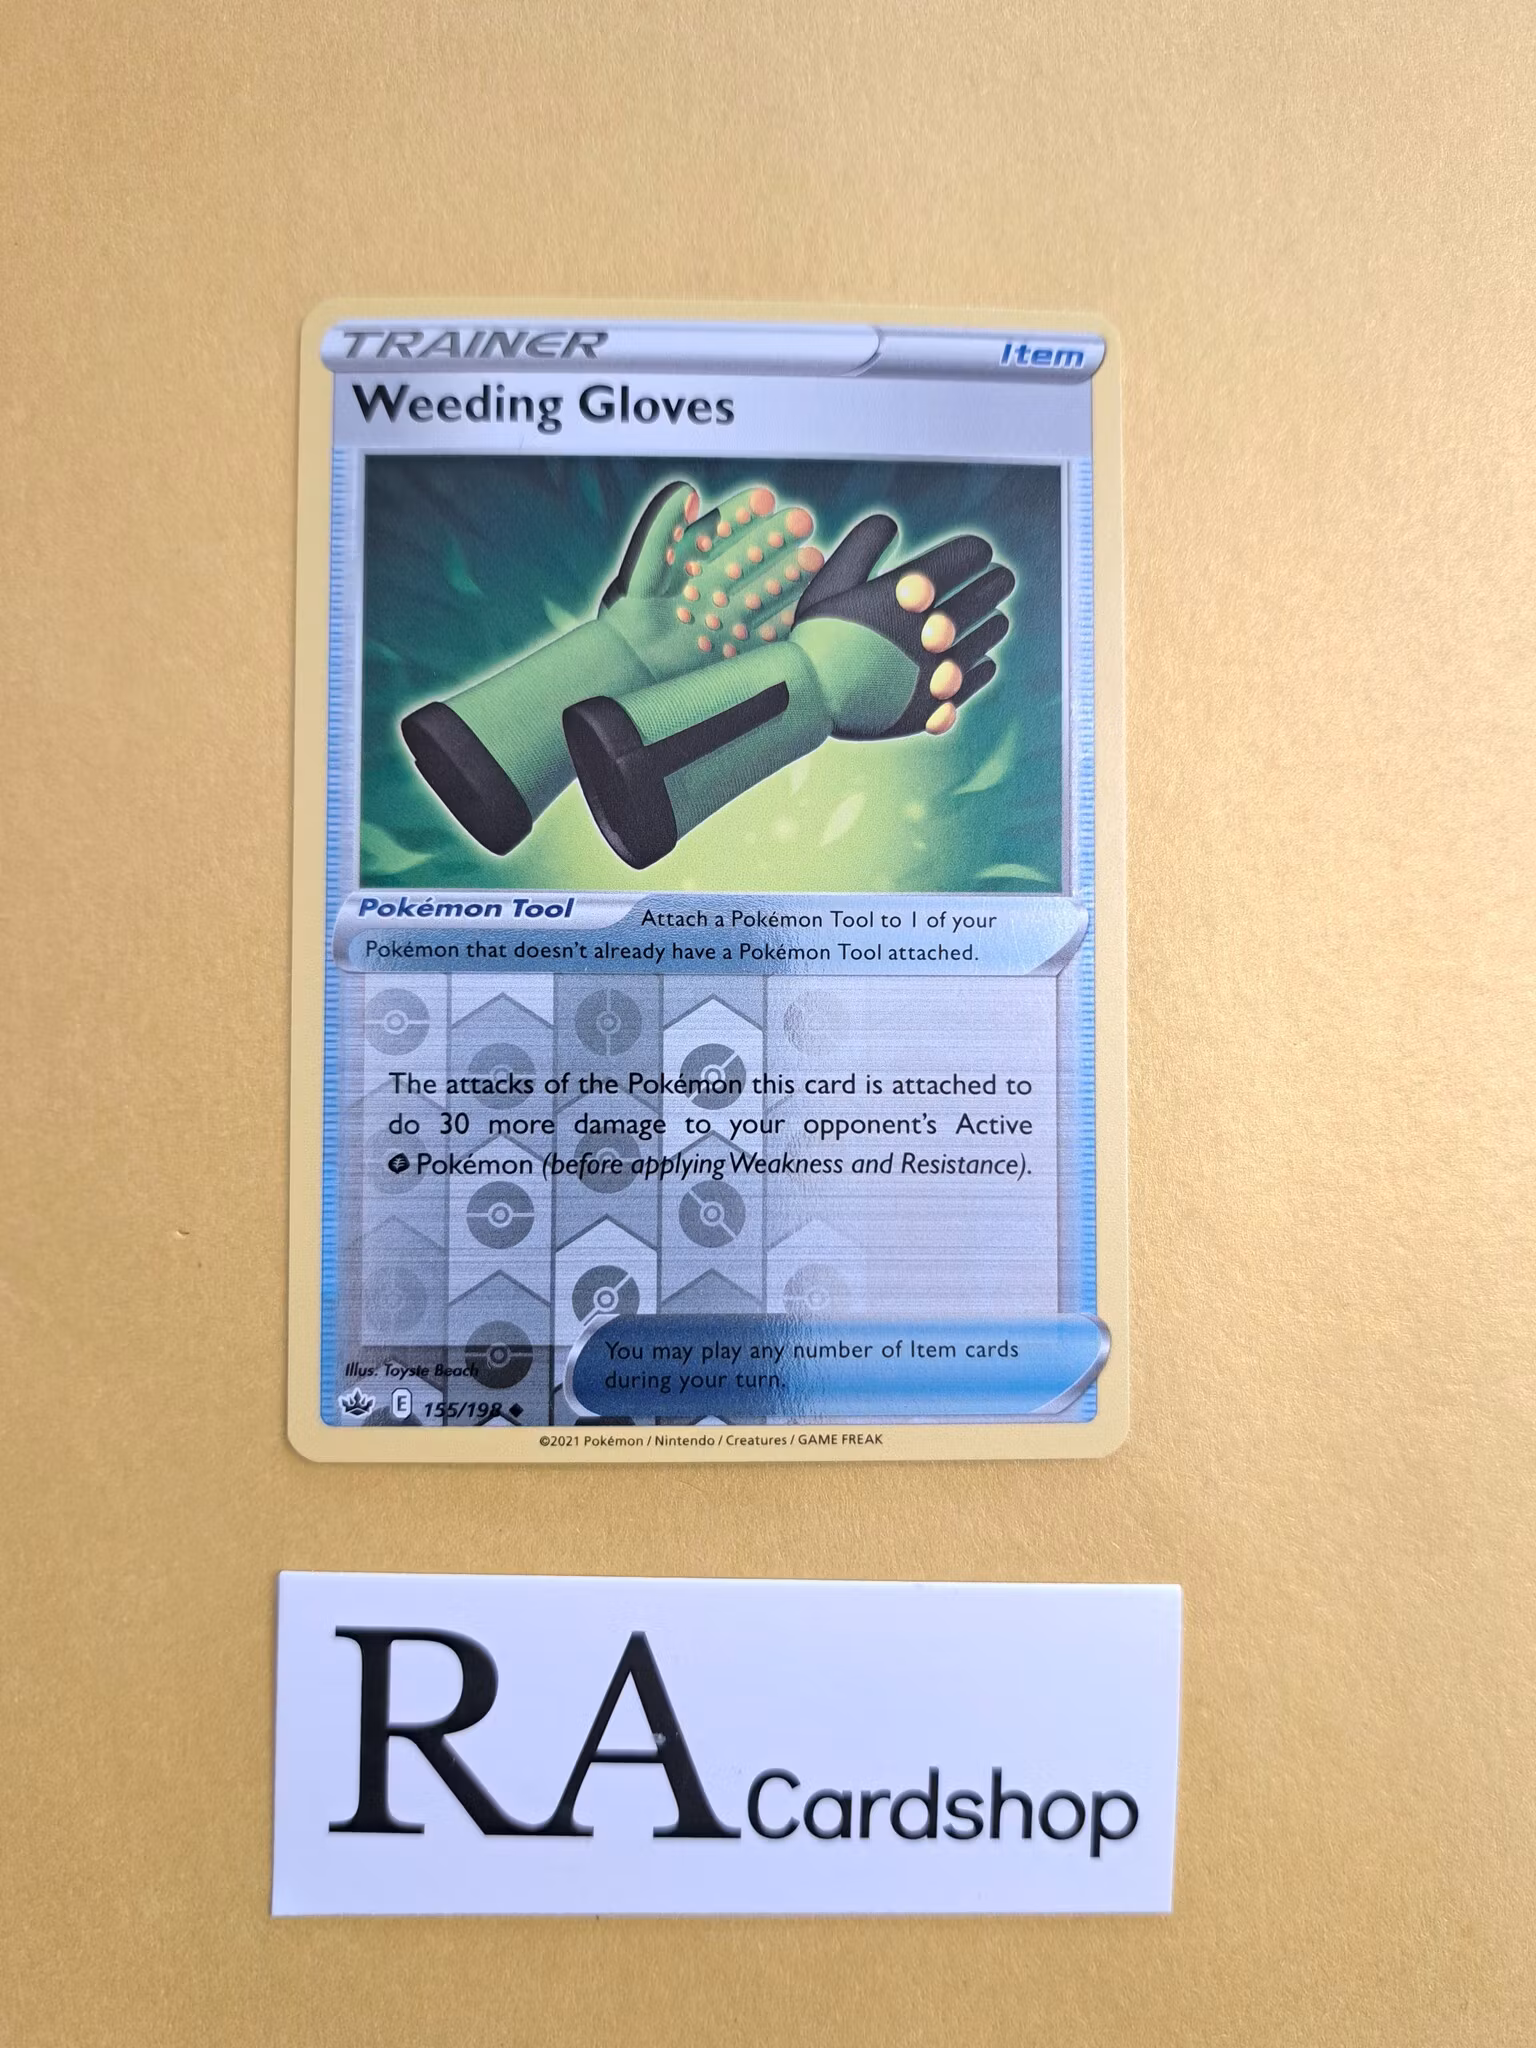 TRAINER
Item
Weeding Gloves
Pokémon Tool
Attach a Pokémon Tool to 1 of your
Pokémon that doesn't already have a Pokémon Tool attached.
The attacks of the Pokémon this card is attached to
do 30 more damage to your opponent's Active
Pokémon (before applying Weakness and Resistance).
You may play any number of Item cards
during your turn.
Illus. Toyste Beach
E 155/198
©2021 Pokémon / Nintendo / Creatures / GAME FREAK
RA Cardshop